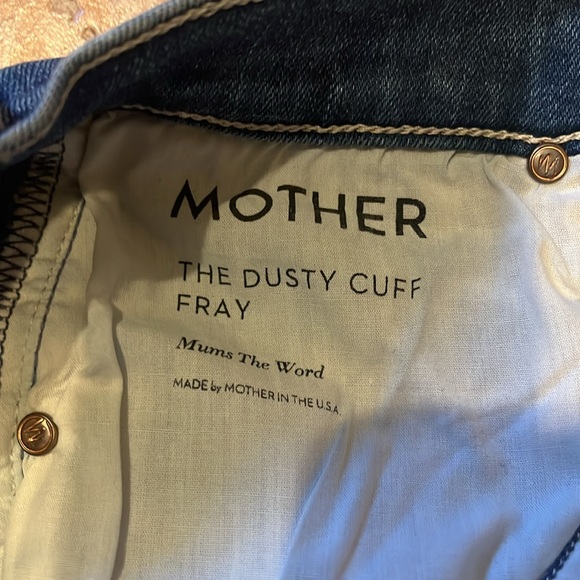 MOTHER
THE DUSTY CUFF
FRAY
Mums The Word
MADE by MOTHER IN THE U.S.A.